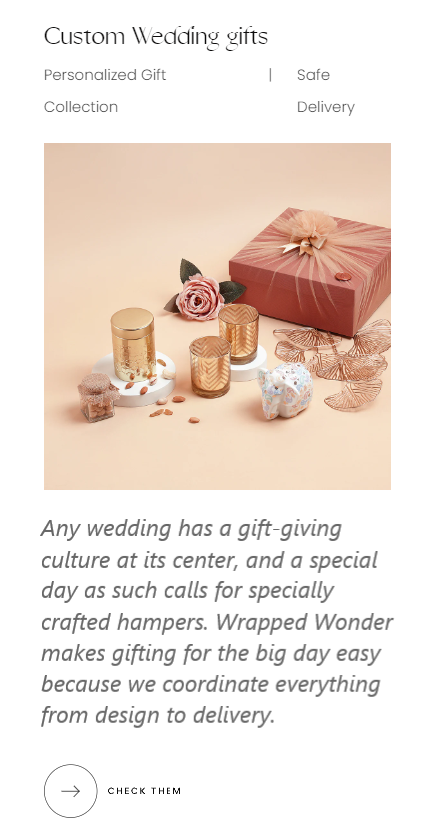 Custom Wedding gifts
Personalized Gift | Safe
Collection Delivery
Any wedding has a gift-giving
culture at its center, and a special
day as such calls for specially
crafted hampers. Wrapped Wonder
makes gifting for the big day easy
because we coordinate everything
from design to delivery.
CHECK THEM